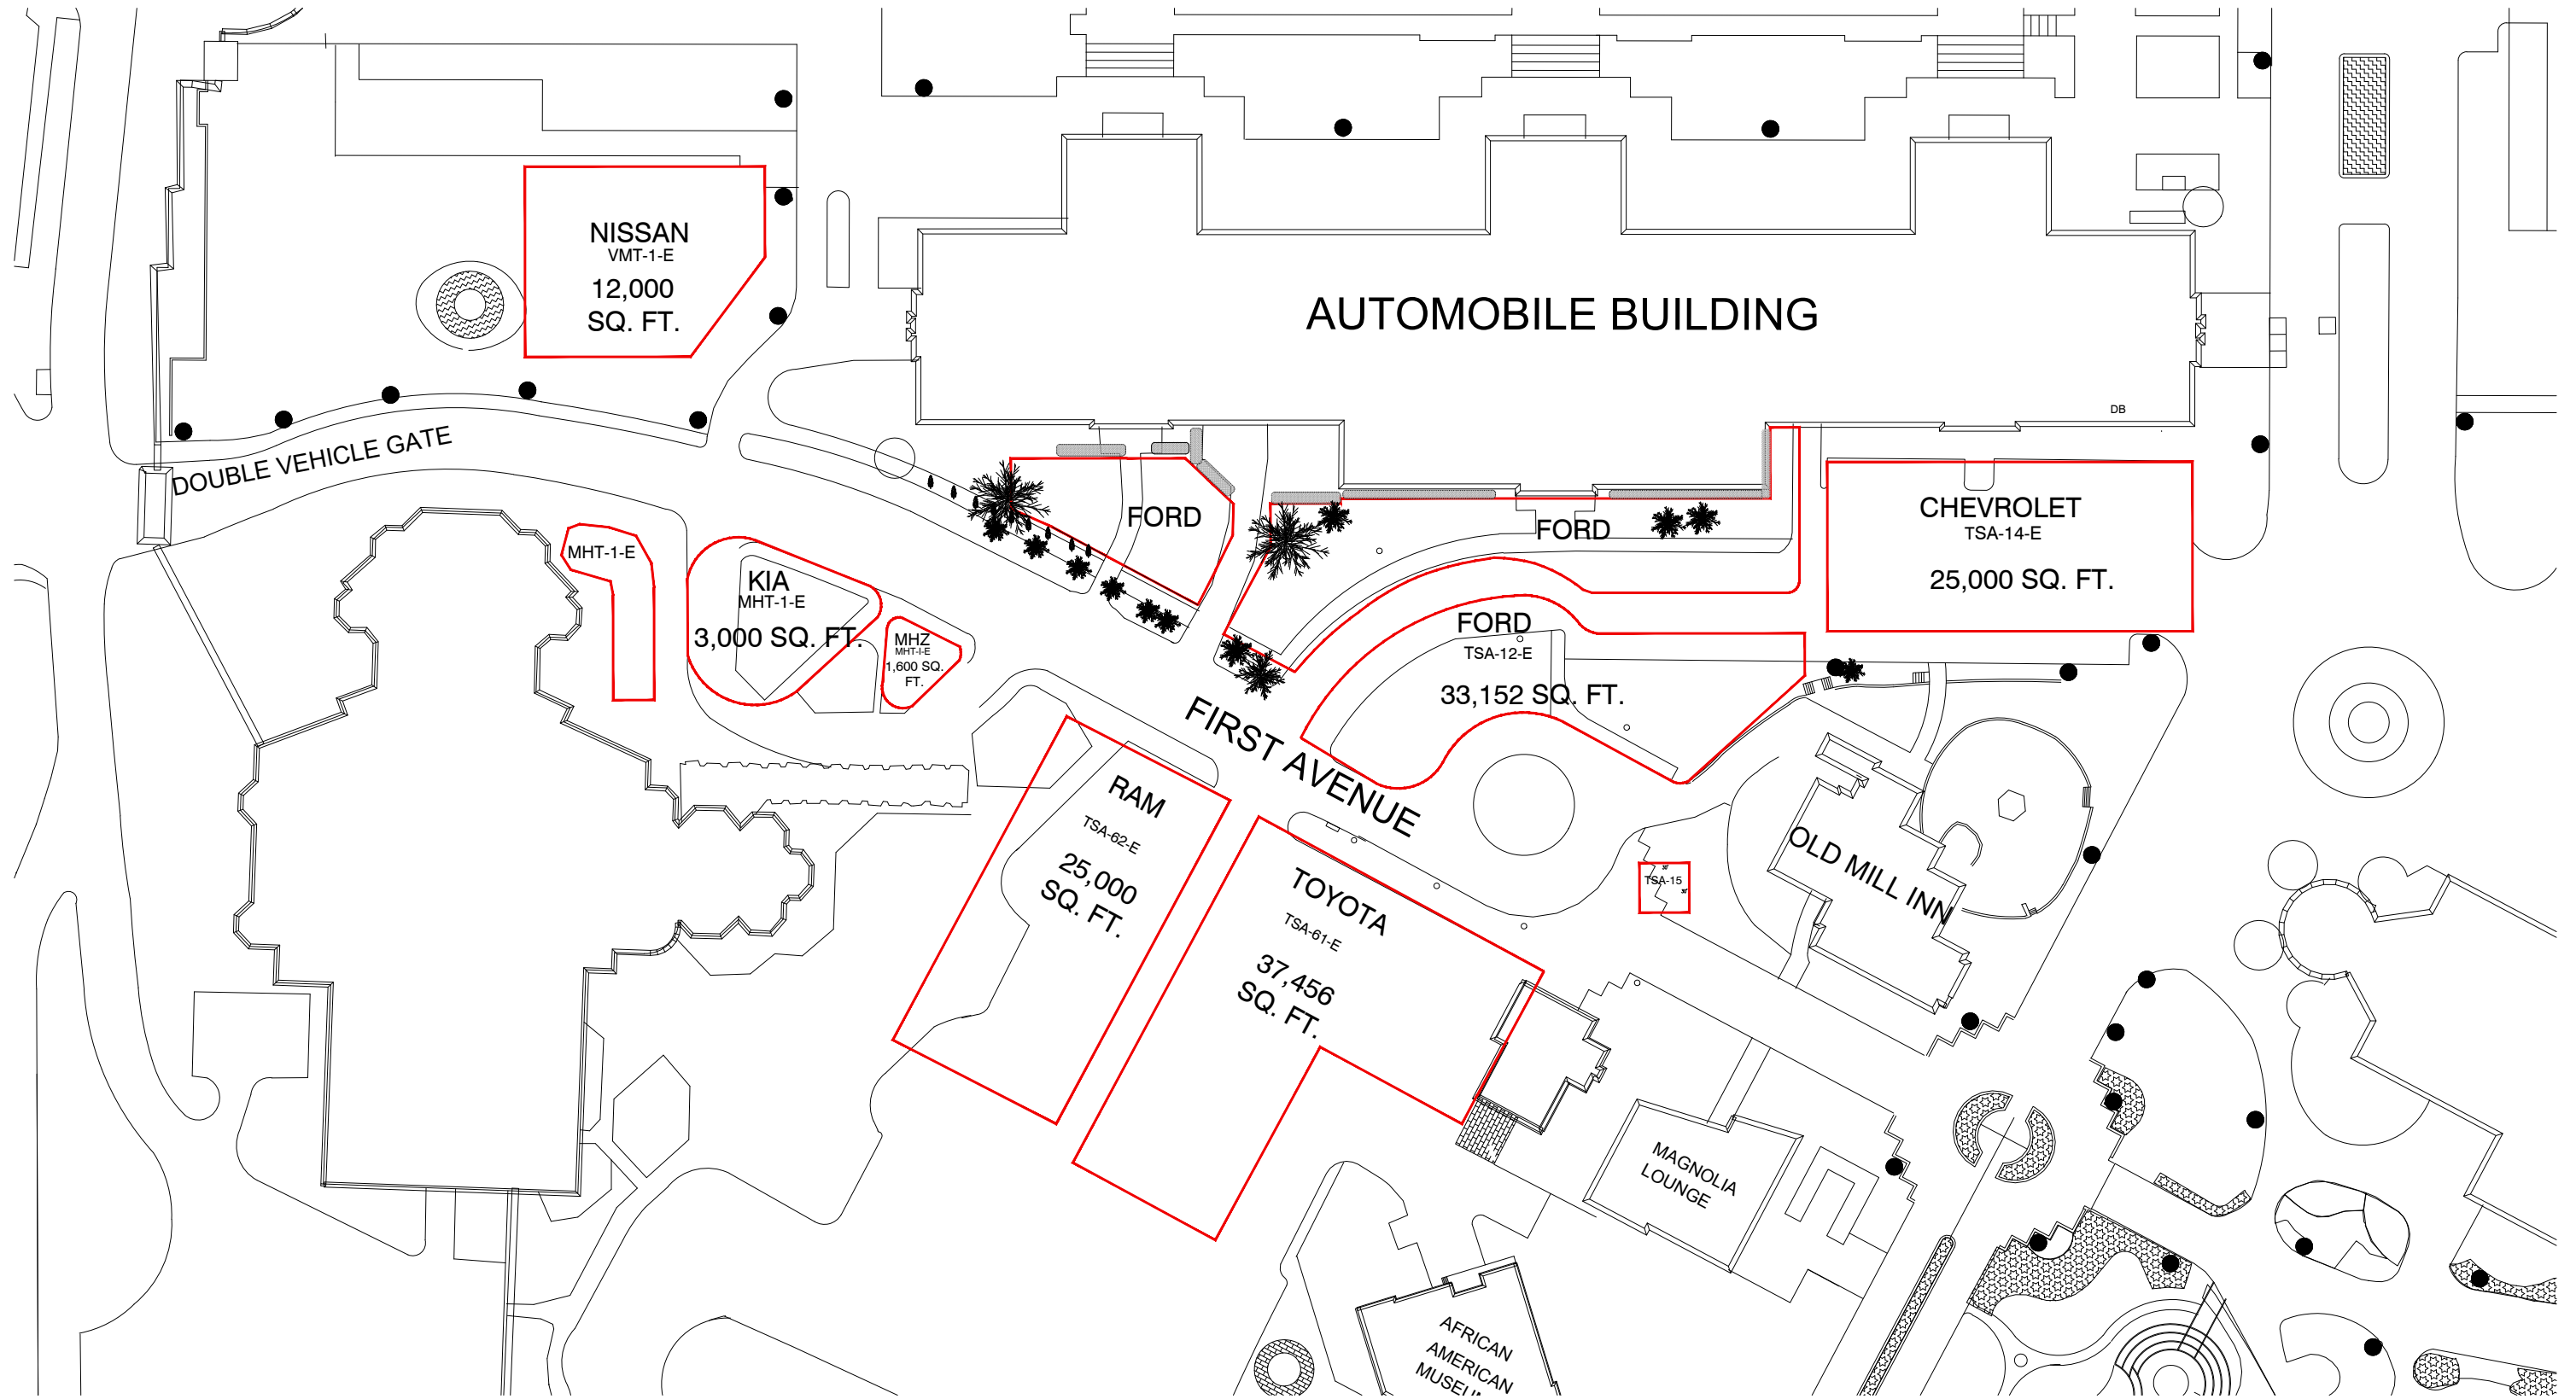 NISSAN
VMT-1-E
12,000
SQ. FT.
AUTOMOBILE BUILDING
DB
DOUBLE VEHICLE GATE
FORD
FORD
CHEVROLET
TSA-14-E
25,000 SQ. FT.
MHT-1-E
KIA
MHT-1-E
3,000 SQ. FT.
MHZ
MHT-I-E
1,600 SQ.
FT.
FORD
TSA-12-E
33,152 SQ. FT.
FIRST AVENUE
RAM
TSA-62-E
25,000
SQ. FT.
TOYOTA
TSA-61-E
37,456
SQ. FT.
TSA-15
OLD MILL INN
MAGNOLIA
LOUNGE
AFRICAN
AMERICAN